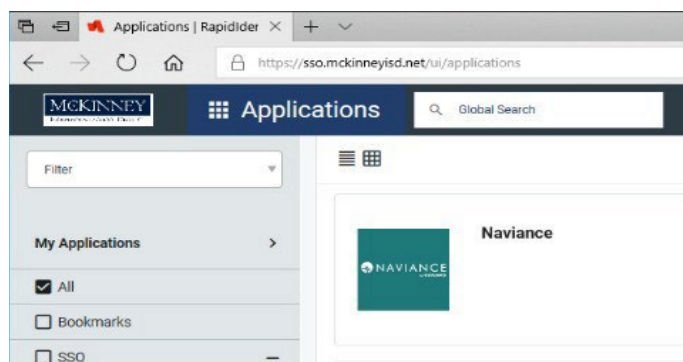 Applications | RapidIder
https://sso.mckinneyisd.net/ui/applications
MCKINNEY
Applications
Global Search
Filter
Naviance
NAVIANCE
My Applications
All
Bookmarks
SSO